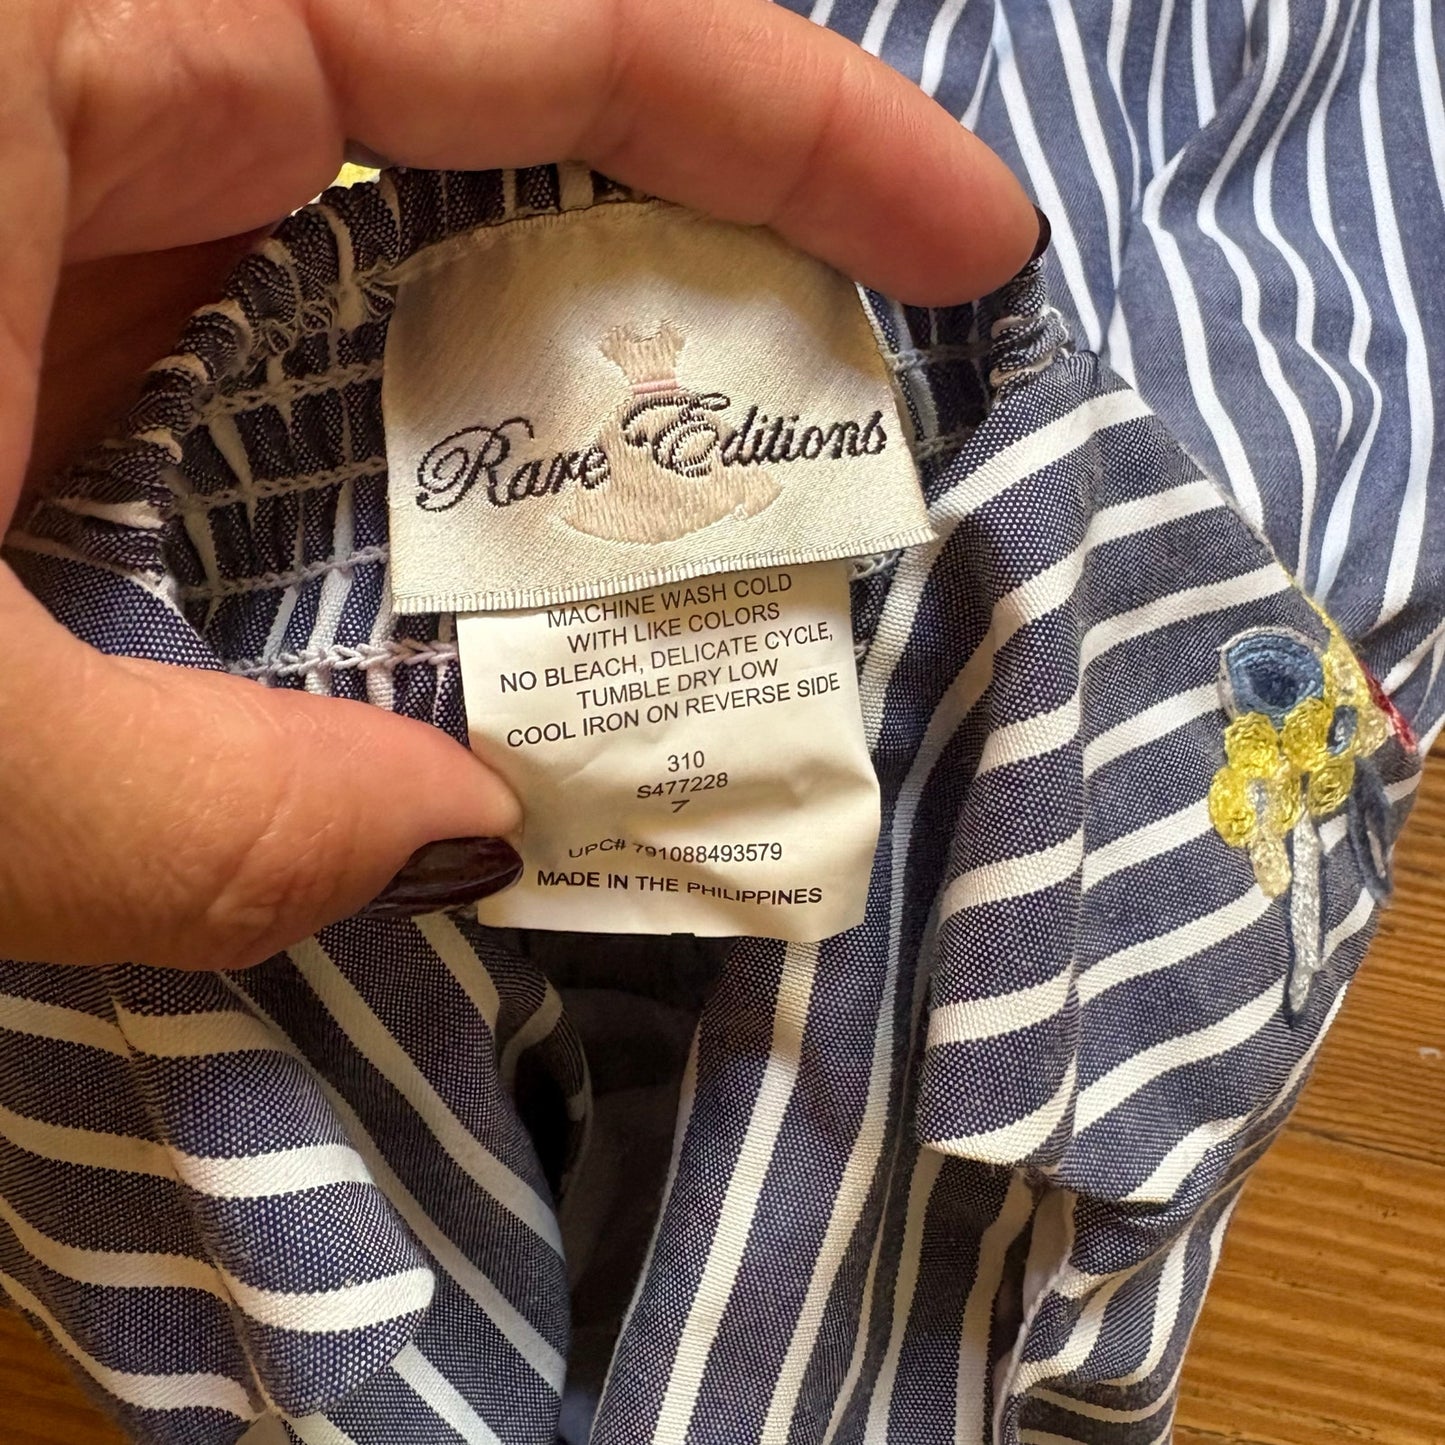 Rare Editions
MACHINE WASH COLD
WITH LIKE COLORS
NO BLEACH, DELICATE CYCLE,
TUMBLE DRY LOW
COOL IRON ON REVERSE SIDE
310
S477228
7
UPC# 791088493579
MADE IN THE PHILIPPINES